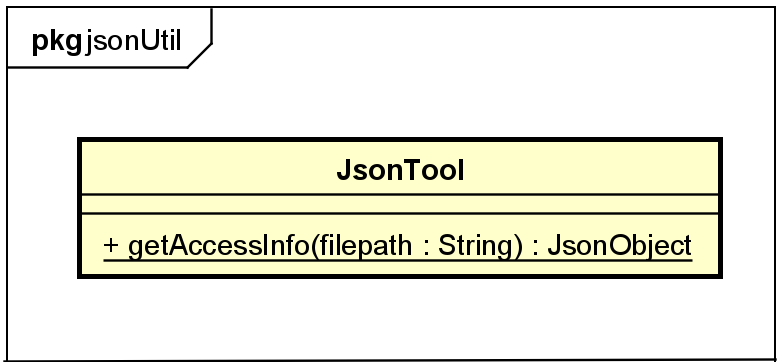 pkg jsonUtil
JsonTool
+ getAccessInfo(filepath : String) : JsonObject